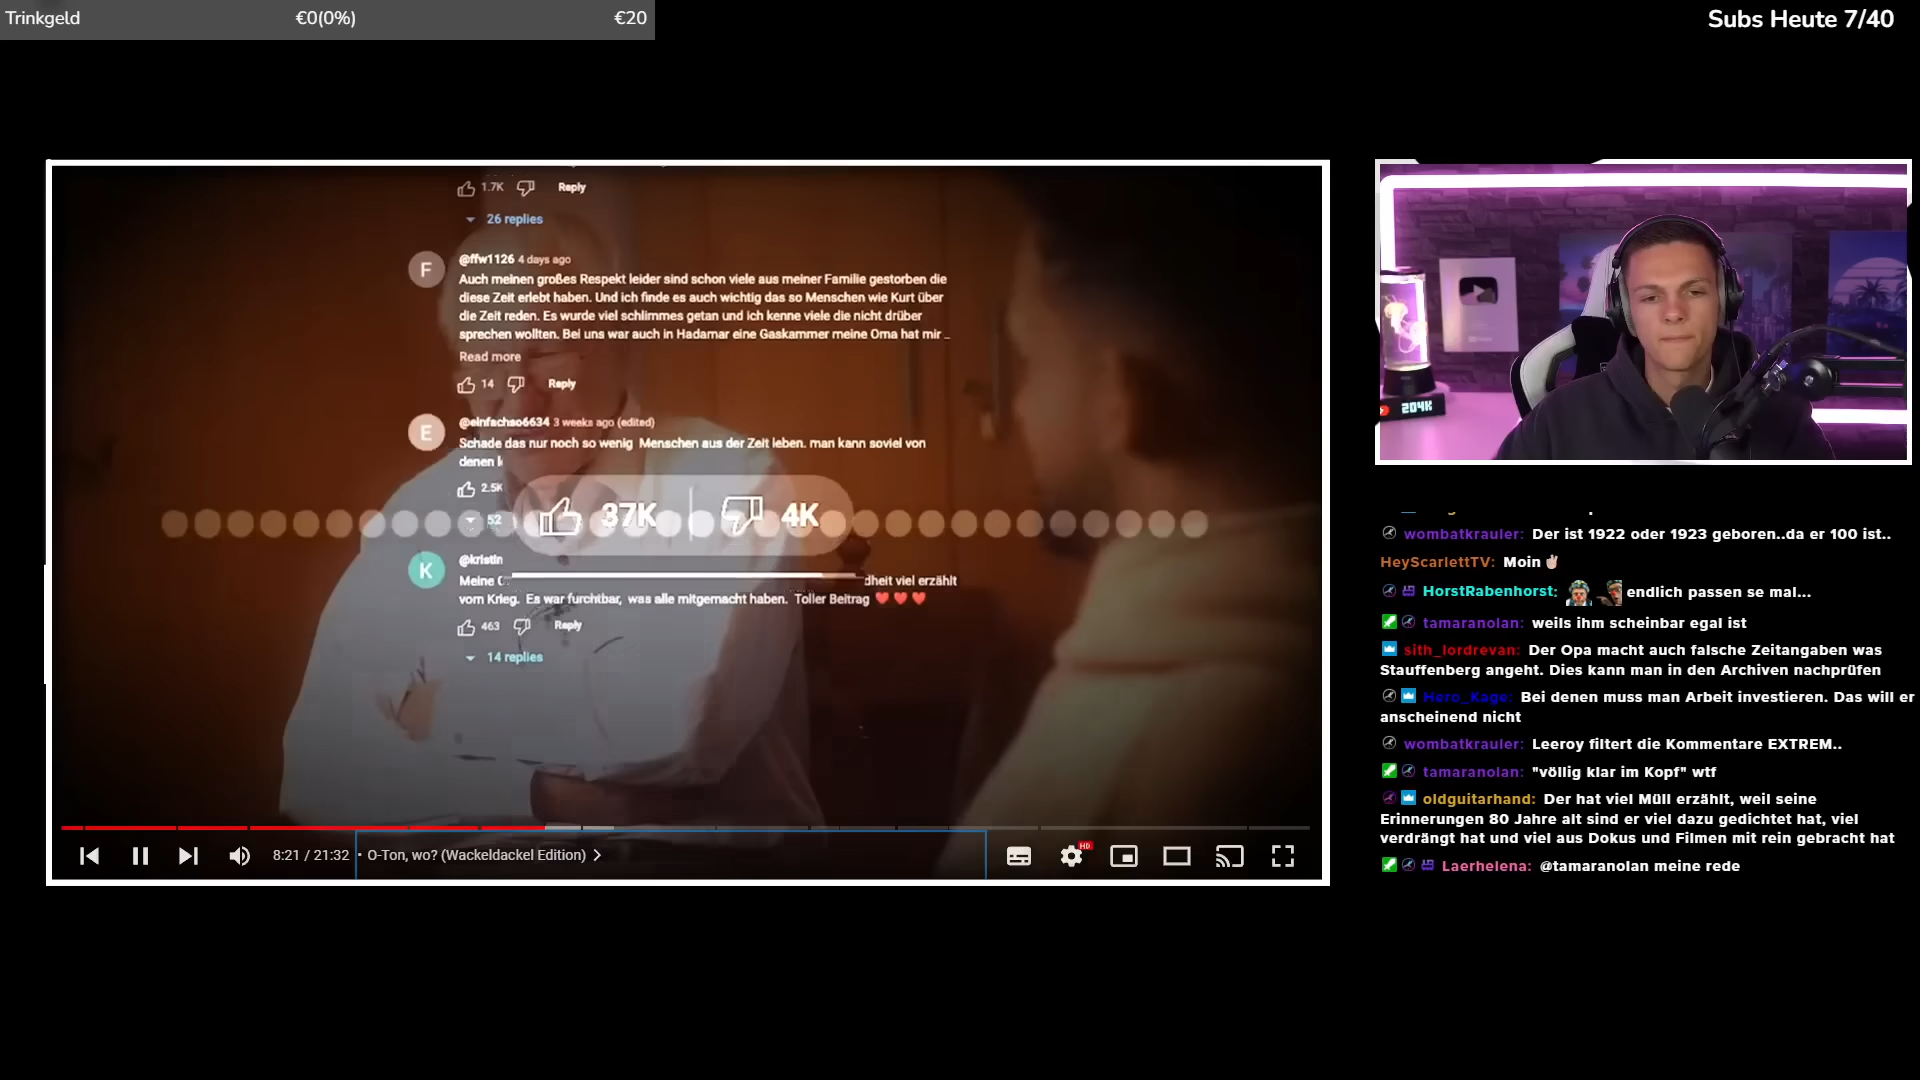 Trinkgeld €0(0%) €20
Subs Heute 7/40
1.7K Reply
26 replies
F
@ffw1126 4 days ago
Auch meinen großes Respekt leider sind schon viele aus meiner Familie gestorben die
diese Zeit erlebt haben. Und ich finde es auch wichtig das so Menschen wie Kurt über
die Zeit reden. Es wurde viel schlimmes getan und ich kenne viele die nicht drüber
sprechen wollten. Bei uns war auch in Hadamar eine Gaskammer meine Oma hat mir ...
Read more
14 Reply
E
@einfachso6634 3 weeks ago (edited)
Schade das nur noch so wenig Menschen aus der Zeit leben. man kann soviel von
denen
2.5K
52
37K 4K
K
@kristin
Meine dheit viel erzählt
vom Krieg. Es war furchtbar, was alle mitgemacht haben. Toller Beitrag ❤️❤️❤️
463 Reply
14 replies
8:21 / 21:32 • O-Ton, wo? (Wackeldackel Edition)
HD
204K
wombatkrauler: Der ist 1922 oder 1923 geboren..da er 100 ist..
HeyScarlettTV: Moin✌🏻
HorstRabenhorst: endlich passen se mal...
tamaranolan: weils ihm scheinbar egal ist
sith_lordrevan: Der Opa macht auch falsche Zeitangaben was
Stauffenberg angeht. Dies kann man in den Archiven nachprüfen
Hero_Kage: Bei denen muss man Arbeit investieren. Das will er
anscheinend nicht
wombatkrauler: Leeroy filtert die Kommentare EXTREM..
tamaranolan: "völlig klar im Kopf" wtf
oldguitarhand: Der hat viel Müll erzählt, weil seine
Erinnerungen 80 Jahre alt sind er viel dazu gedichtet hat, viel
verdrängt hat und viel aus Dokus und Filmen mit rein gebracht hat
Laerhelena: @tamaranolan meine rede